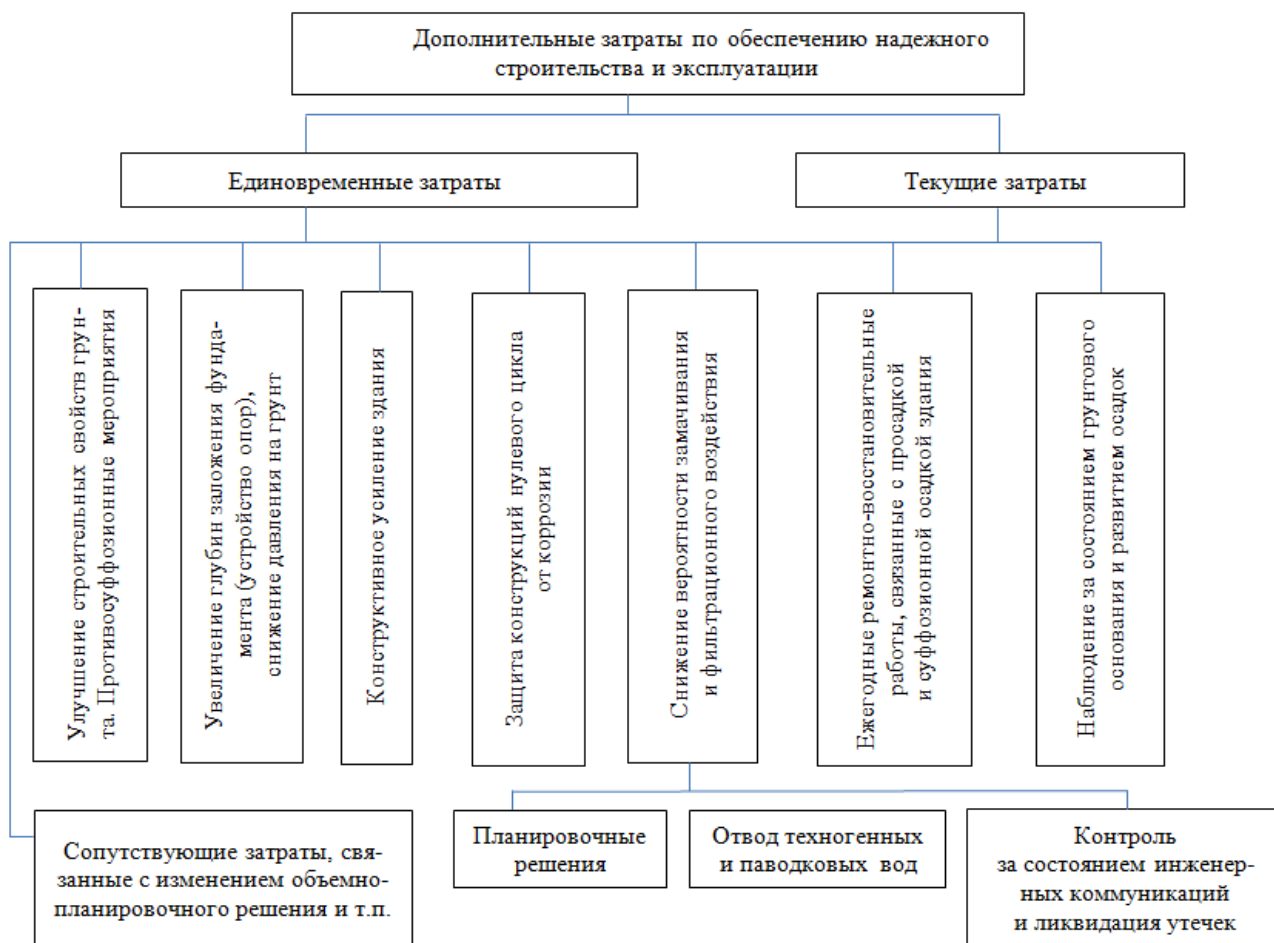 Дополнительные затраты по обеспечению надежного
строительства и эксплуатации
Единовременные затраты
Текущие затраты
Улучшение строительных свойств грун-
та. Противосуффозионные мероприятия
Увеличение глубин заложения фунда-
мента (устройство опор),
снижение давления на грунт
Конструктивное усиление здания
Защита конструкций нулевого цикла
от коррозии
Снижение вероятности замачивания
и фильтрационного воздействия
Ежегодные ремонтно-восстановительные
работы, связанные с просадкой
и суффозионной осадкой здания
Наблюдение за состоянием грунтового
основания и развитием осадок
Сопутствующие затраты, свя-
занные с изменением объемно-
планировочного решения и т.п.
Планировочные
решения
Отвод техногенных
и паводковых вод
Контроль
за состоянием инженер-
ных коммуникаций
и ликвидация утечек